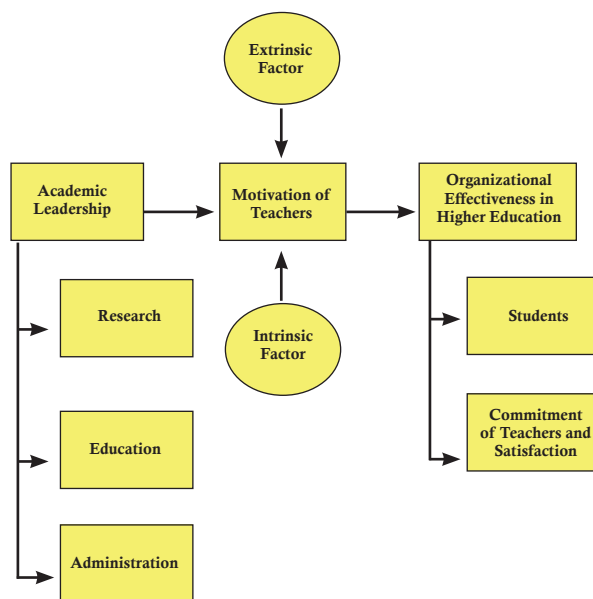 Extrinsic
Factor
Academic
Leadership
Motivation of
Teachers
Organizational
Effectiveness in
Higher Education
Research
Intrinsic
Factor
Students
Education
Commitment
of Teachers and
Satisfaction
Administration